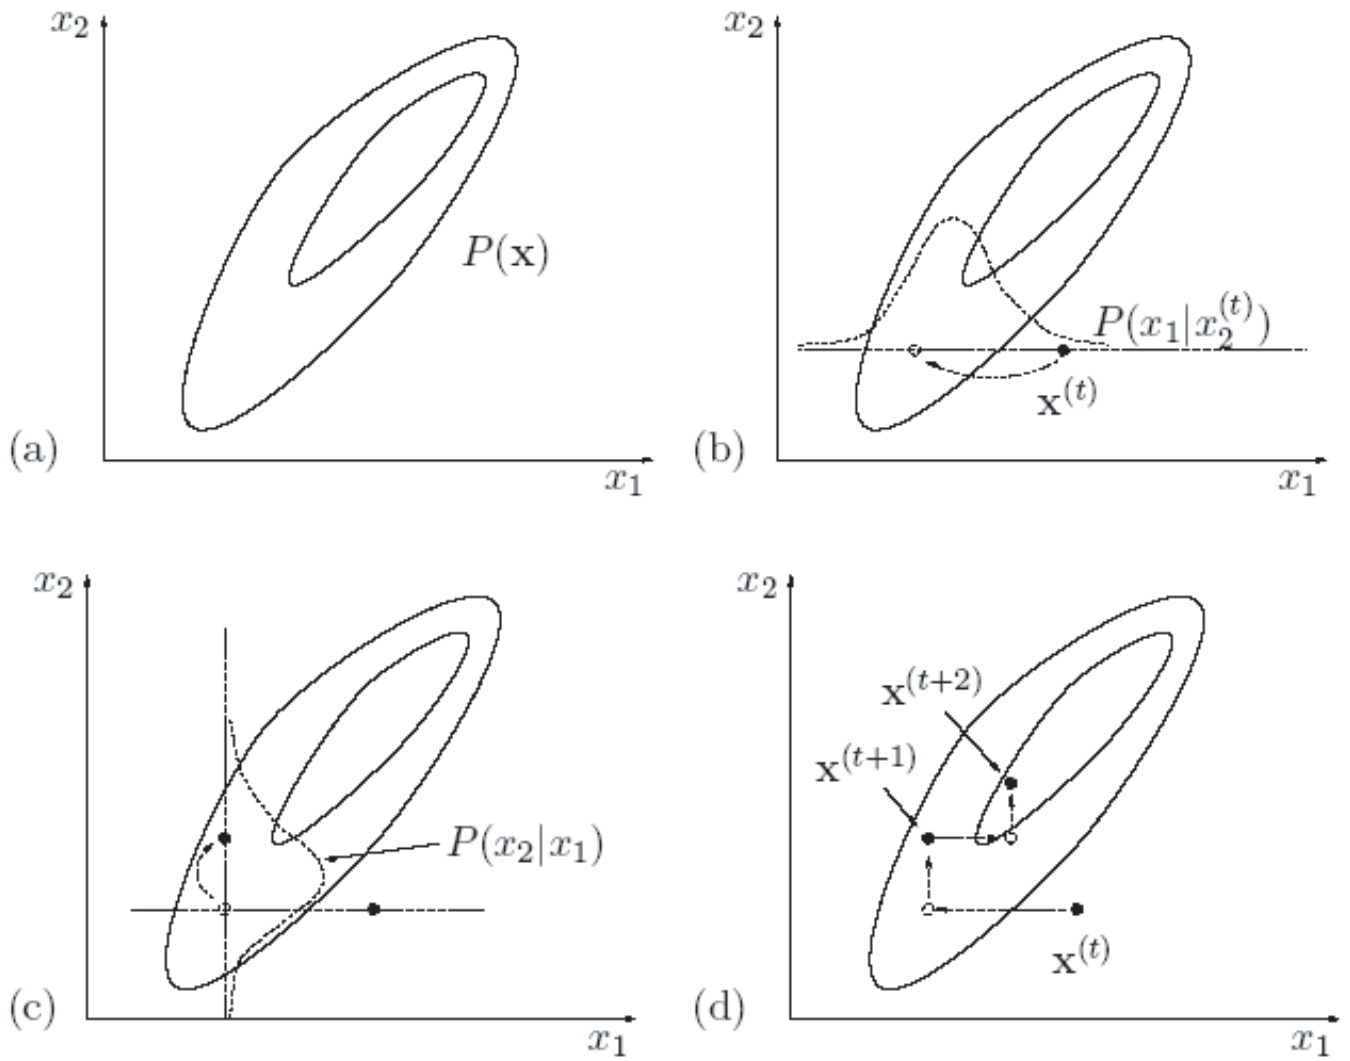 x₂
P(x)
(a)
x₁
x₂
P(x₁|x₂⁽ᵗ⁾)
x⁽ᵗ⁾
(b)
x₁
x₂
P(x₂|x₁)
(c)
x₁
x₂
x⁽ᵗ⁺²⁾
x⁽ᵗ⁺¹⁾
x⁽ᵗ⁾
(d)
x₁